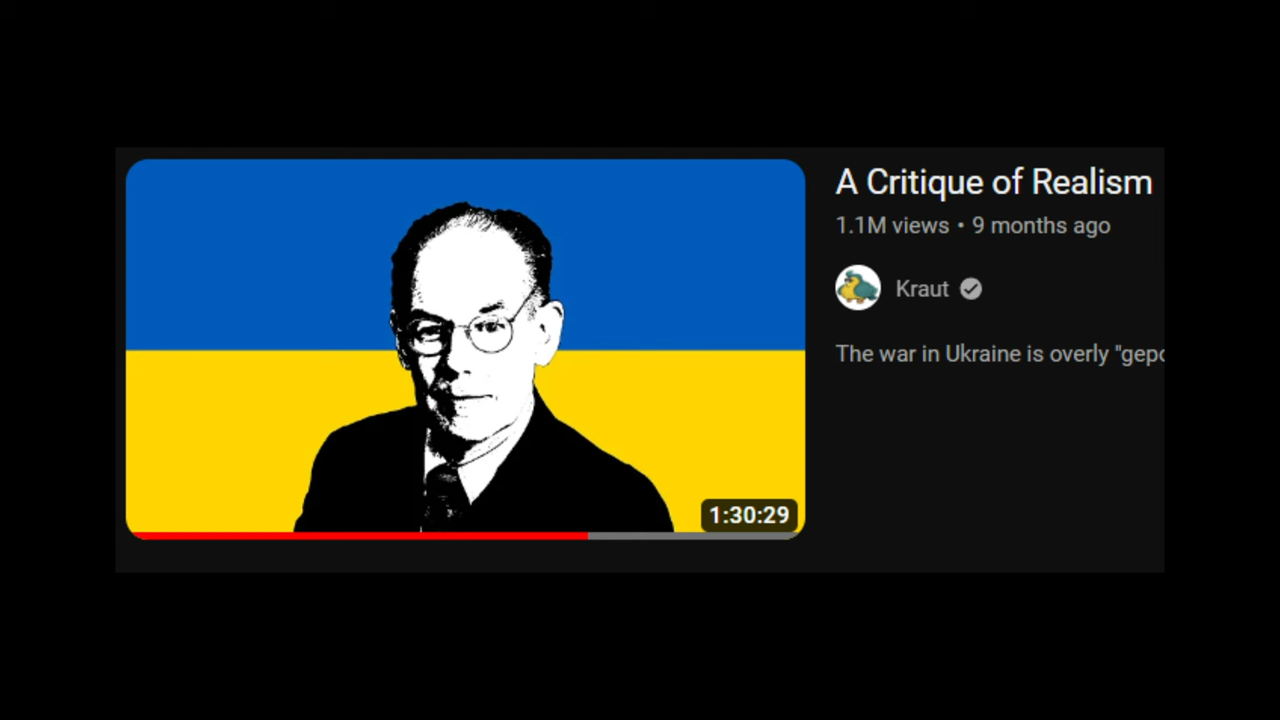 A Critique of Realism
1.1M views • 9 months ago
Kraut
The war in Ukraine is overly "gepo
1:30:29